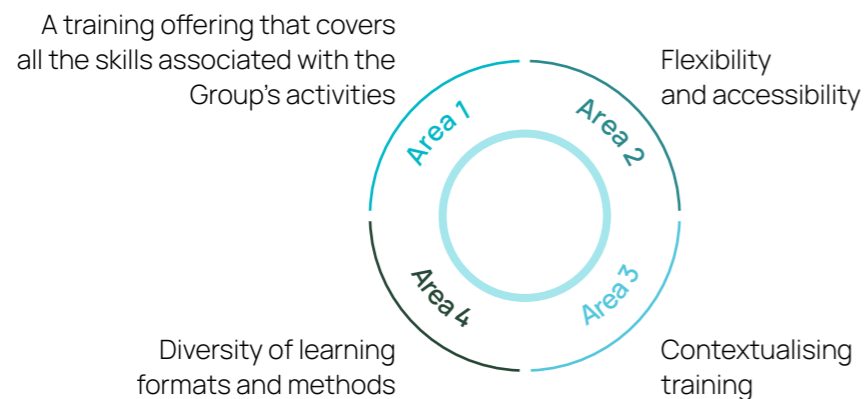 A training offering that covers
all the skills associated with the
Group's activities
Area 1
Area 2
Flexibility
and accessibility
Area 4
Diversity of learning
formats and methods
Area 3
Contextualising
training